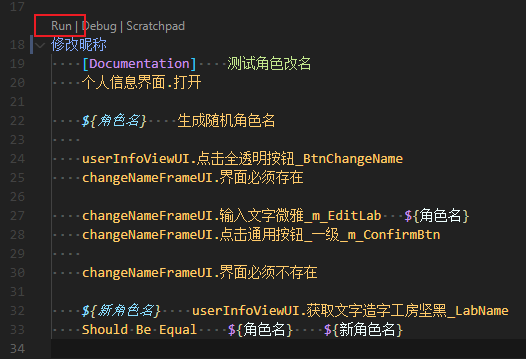 17
Run | Debug | Scratchpad
18 修改昵称
19 [Documentation] 测试角色改名
20 个人信息界面.打开
21
22 ${角色名} 生成随机角色名
23
24 userInfoViewUI.点击全透明按钮_BtnChangeName
25 changeNameFrameUI.界面必须存在
26
27 changeNameFrameUI.输入文字微雅_m_EditLab ${角色名}
28 changeNameFrameUI.点击通用按钮_一级_m_ConfirmBtn
29
30 changeNameFrameUI.界面必须不存在
31
32 ${新角色名} userInfoViewUI.获取文字造字工房坚黑_LabName
33 Should Be Equal ${角色名} ${新角色名}
34